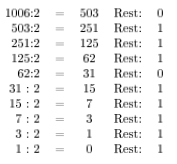 1006:2 = 503 Rest: 0
503:2 = 251 Rest: 1
251:2 = 125 Rest: 1
125:2 = 62 Rest: 1
62:2 = 31 Rest: 0
31 : 2 = 15 Rest: 1
15 : 2 = 7 Rest: 1
7 : 2 = 3 Rest: 1
3 : 2 = 1 Rest: 1
1 : 2 = 0 Rest: 1